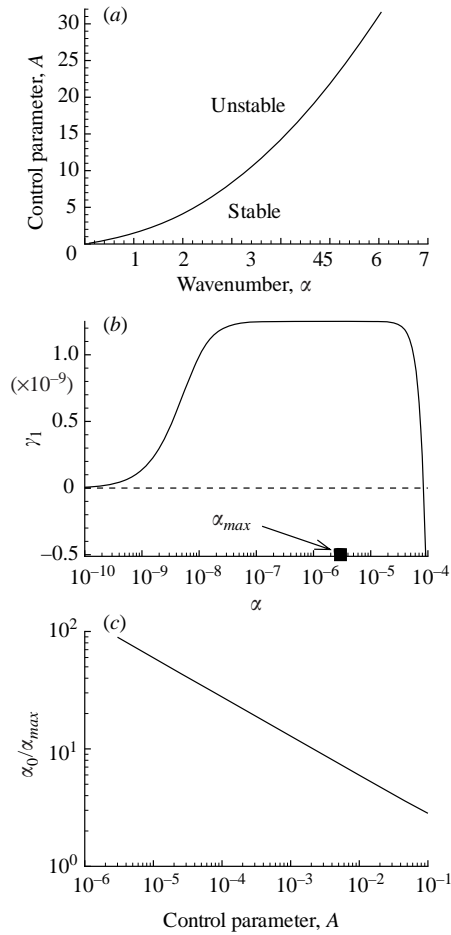 (a)
Control parameter, A
30
25
20
15
10
5
0
Unstable
Stable
1 2 3 45 6 7
Wavenumber, α
(b)
1.0
(×10⁻⁹)
0.5
γ₁
0
−0.5
αmax
10⁻¹⁰ 10⁻⁹ 10⁻⁸ 10⁻⁷ 10⁻⁶ 10⁻⁵ 10⁻⁴
α
(c)
10²
α₀/αmax
10¹
10⁰
10⁻⁶ 10⁻⁵ 10⁻⁴ 10⁻³ 10⁻² 10⁻¹
Control parameter, A